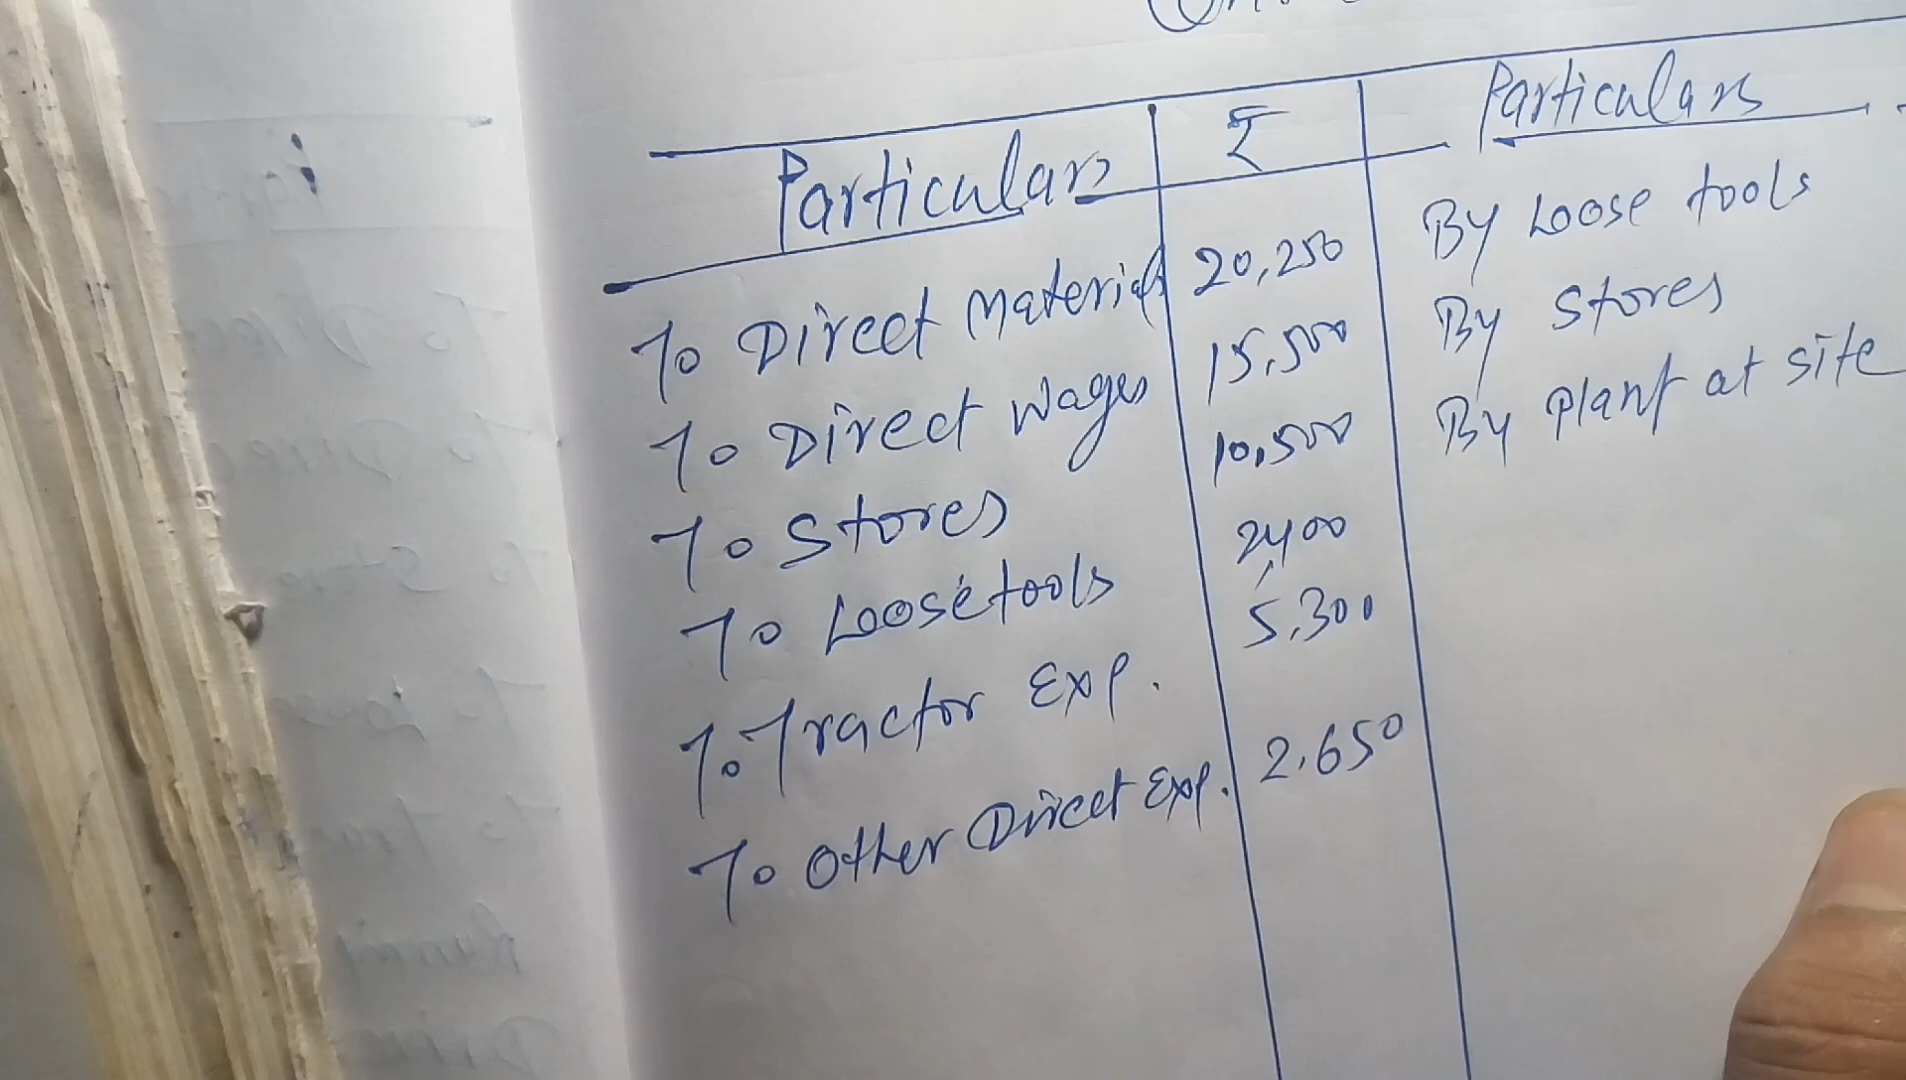 Particulars ₹ Particulars
To Direct Material 20,250 By Loose tools
To Direct Wages 15,500 By Stores
To Stores 10,500 By Plant at site
To Loose tools 2,400
To Tractor Exp. 5,300
To Other Direct Exp. 2,650